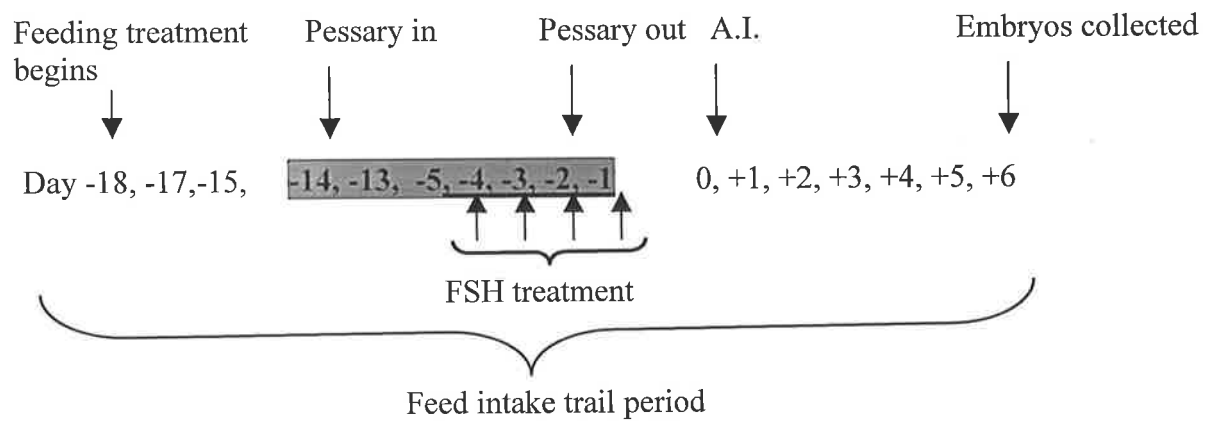 Feeding treatment begins
Pessary in
Pessary out
A.I.
Embryos collected
Day -18, -17,-15,
-14, -13, -5, -4, -3, -2, -1
0, +1, +2, +3, +4, +5, +6
FSH treatment
Feed intake trail period